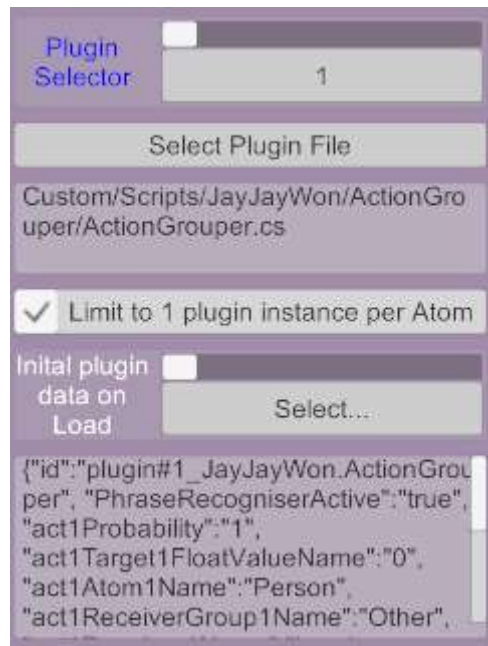 Plugin
Selector
1
Select Plugin File
Custom/Scripts/JayJayWon/ActionGro
uper/ActionGrouper.cs
Limit to 1 plugin instance per Atom
Inital plugin
data on
Load
Select...
{"id":"plugin#1_JayJayWon.ActionGrou
per", "PhraseRecogniserActive":"true",
"act1Probability":"1",
"act1Target1FloatValueName":"0",
"act1Atom1Name":"Person",
"act1ReceiverGroup1Name":"Other",